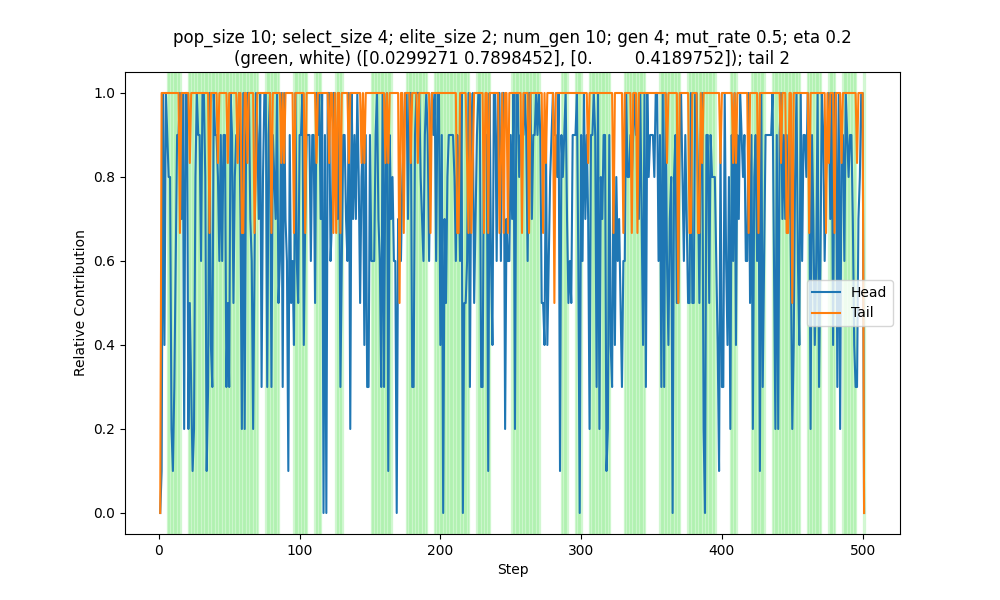 pop_size 10; select_size 4; elite_size 2; num_gen 10; gen 4; mut_rate 0.5; eta 0.2
(green, white) ([0.0299271 0.7898452], [0.         0.4189752]); tail 2
1.0
0.8
0.6
0.4
0.2
0.0
Relative Contribution
Head
Tail
0 100 200 300 400 500
Step